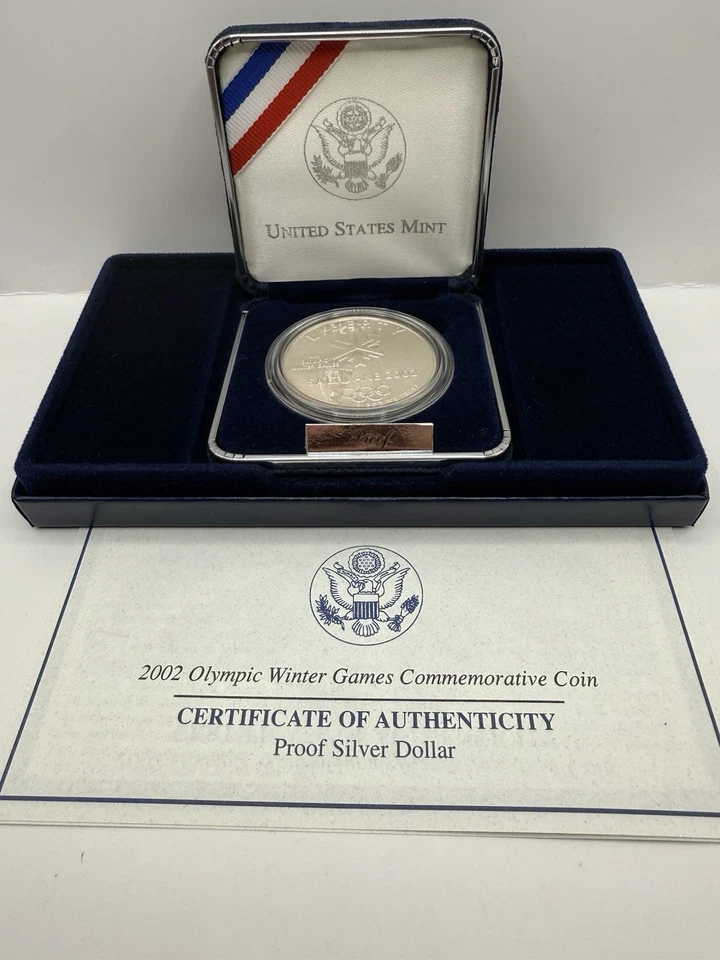 UNITED STATES MINT
SALT LAKE 2002
Proof
2002 Olympic Winter Games Commemorative Coin
CERTIFICATE OF AUTHENTICITY
Proof Silver Dollar